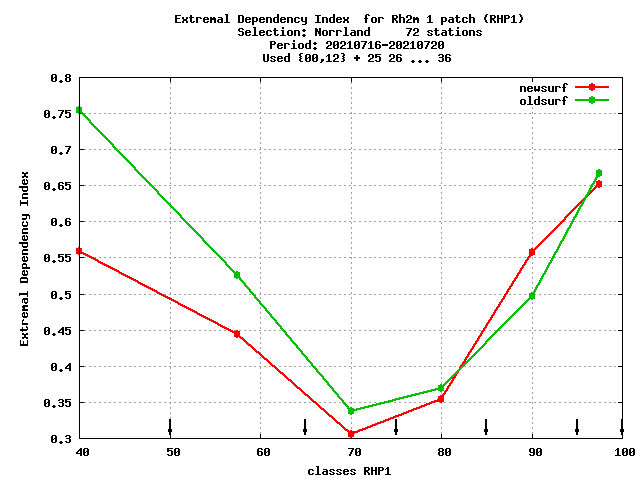 Extremal Dependency Index  for Rh2m 1 patch (RHP1)
Selection: Norrland     72 stations
Period: 20210716-20210720
Used {00,12} + 25 26 ... 36
newsurf
oldsurf
Extremal Dependency Index
0.8
0.75
0.7
0.65
0.6
0.55
0.5
0.45
0.4
0.35
0.3
40 50 60 70 80 90 100
classes RHP1